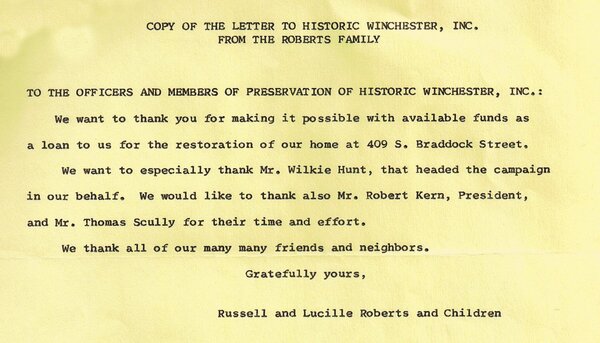 COPY OF THE LETTER TO HISTORIC WINCHESTER, INC.
FROM THE ROBERTS FAMILY
TO THE OFFICERS AND MEMBERS OF PRESERVATION OF HISTORIC WINCHESTER, INC.:
We want to thank you for making it possible with available funds as
a loan to us for the restoration of our home at 409 S. Braddock Street.
We want to especially thank Mr. Wilkie Hunt, that headed the campaign
in our behalf. We would like to thank also Mr. Robert Kern, President,
and Mr. Thomas Scully for their time and effort.
We thank all of our many many friends and neighbors.
Gratefully yours,
Russell and Lucille Roberts and Children